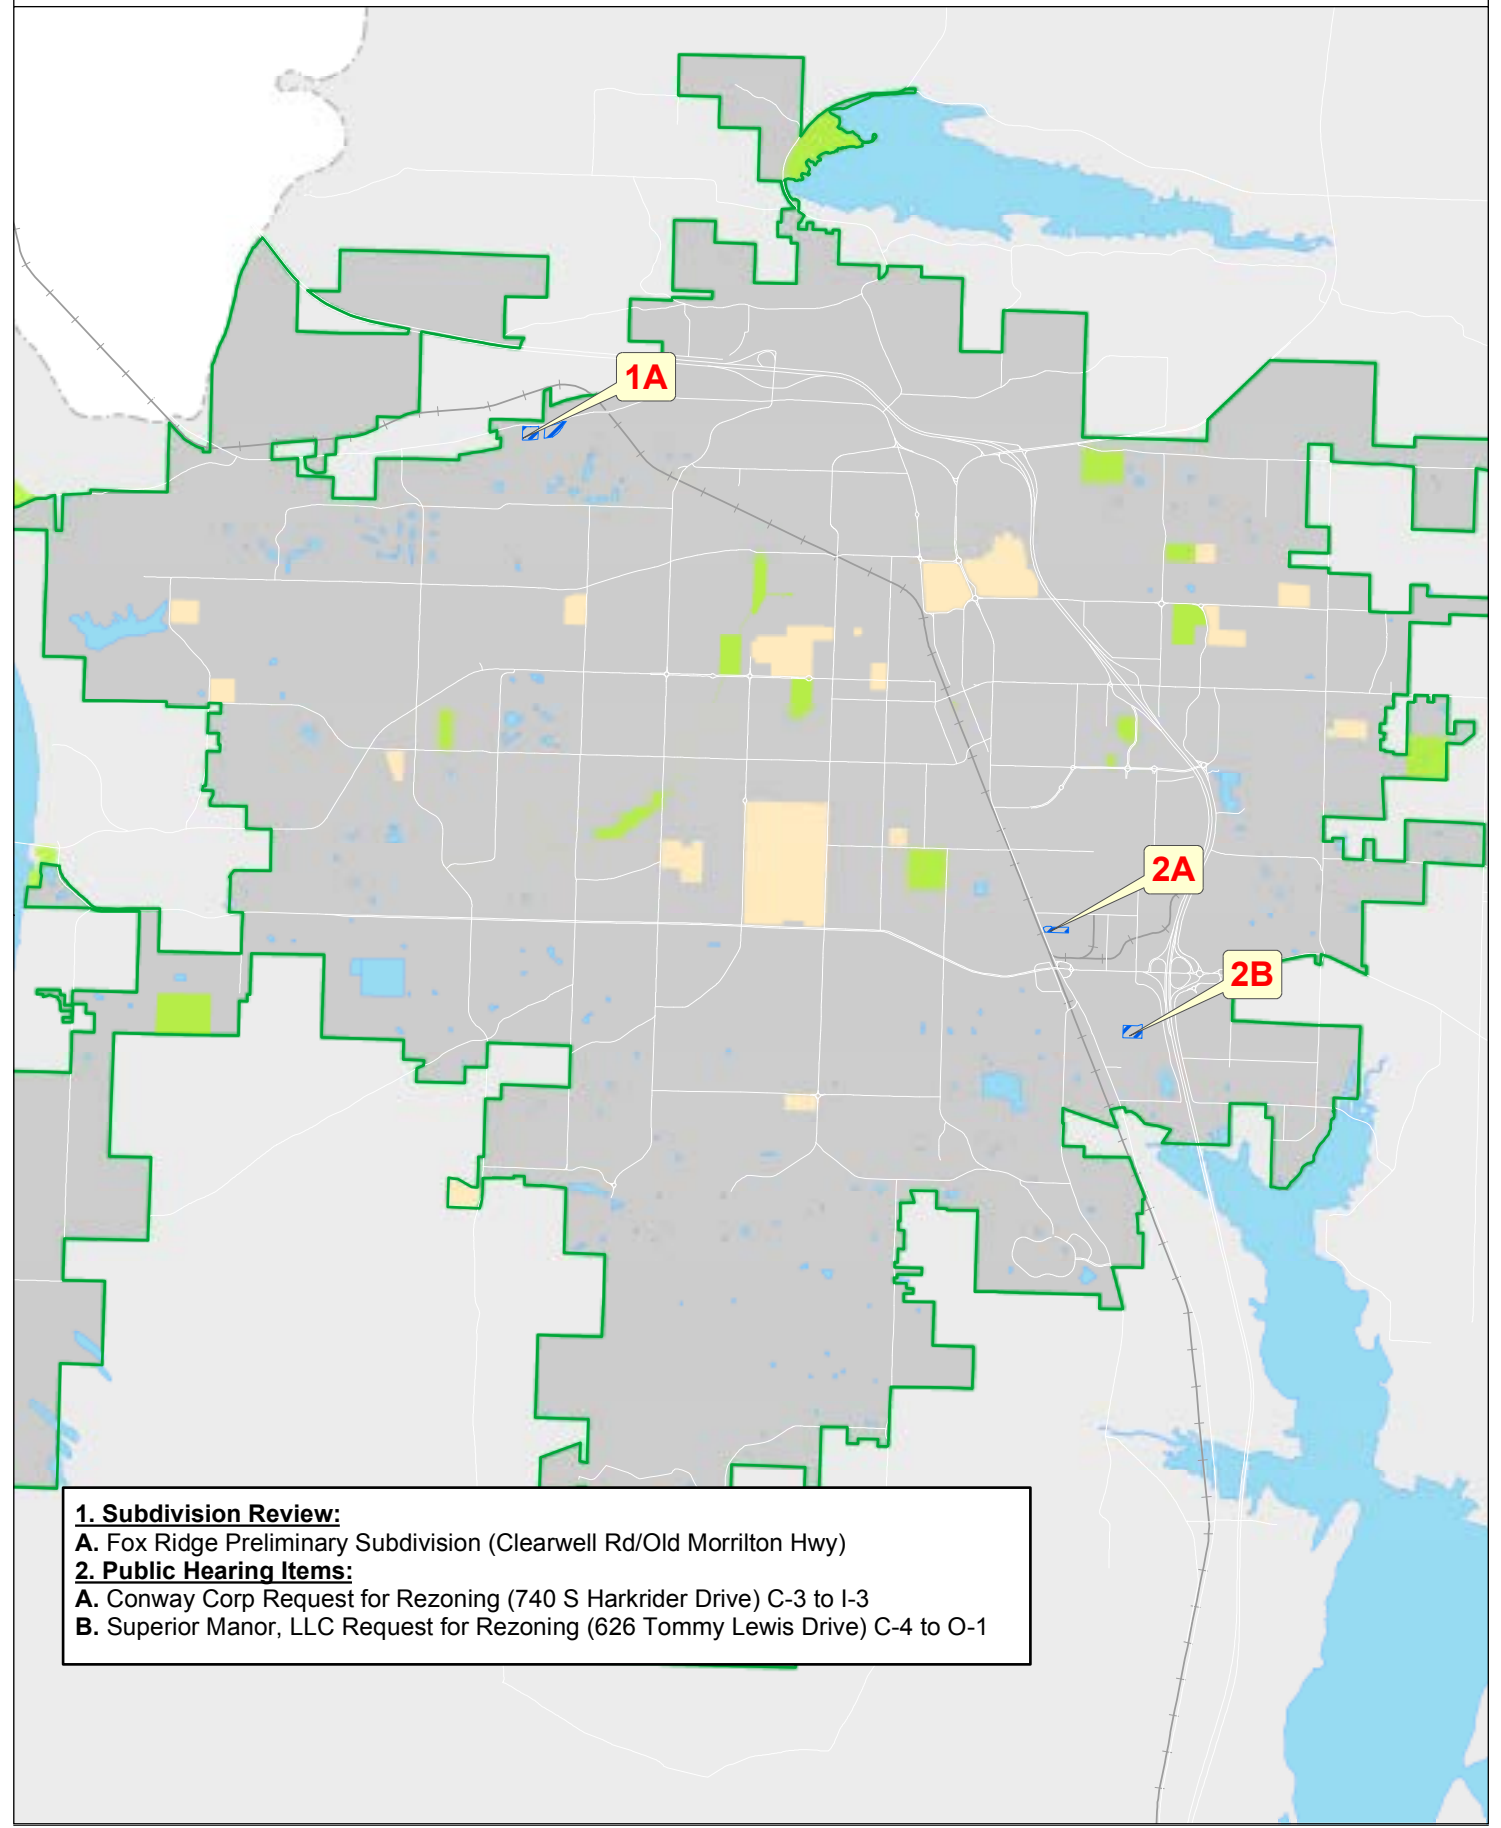 1A
2A
2B
1. Subdivision Review:
A. Fox Ridge Preliminary Subdivision (Clearwell Rd/Old Morrilton Hwy)
2. Public Hearing Items:
A. Conway Corp Request for Rezoning (740 S Harkrider Drive) C-3 to I-3
B. Superior Manor, LLC Request for Rezoning (626 Tommy Lewis Drive) C-4 to O-1